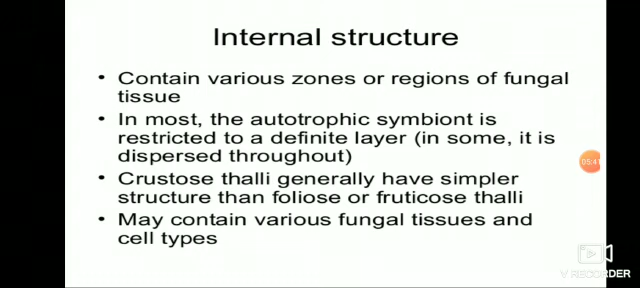 Internal structure
• Contain various zones or regions of fungal
tissue
• In most, the autotrophic symbiont is
restricted to a definite layer (in some, it is
dispersed throughout)
• Crustose thalli generally have simpler
structure than foliose or fruticose thalli
• May contain various fungal tissues and
cell types
05:41
V RECORDER